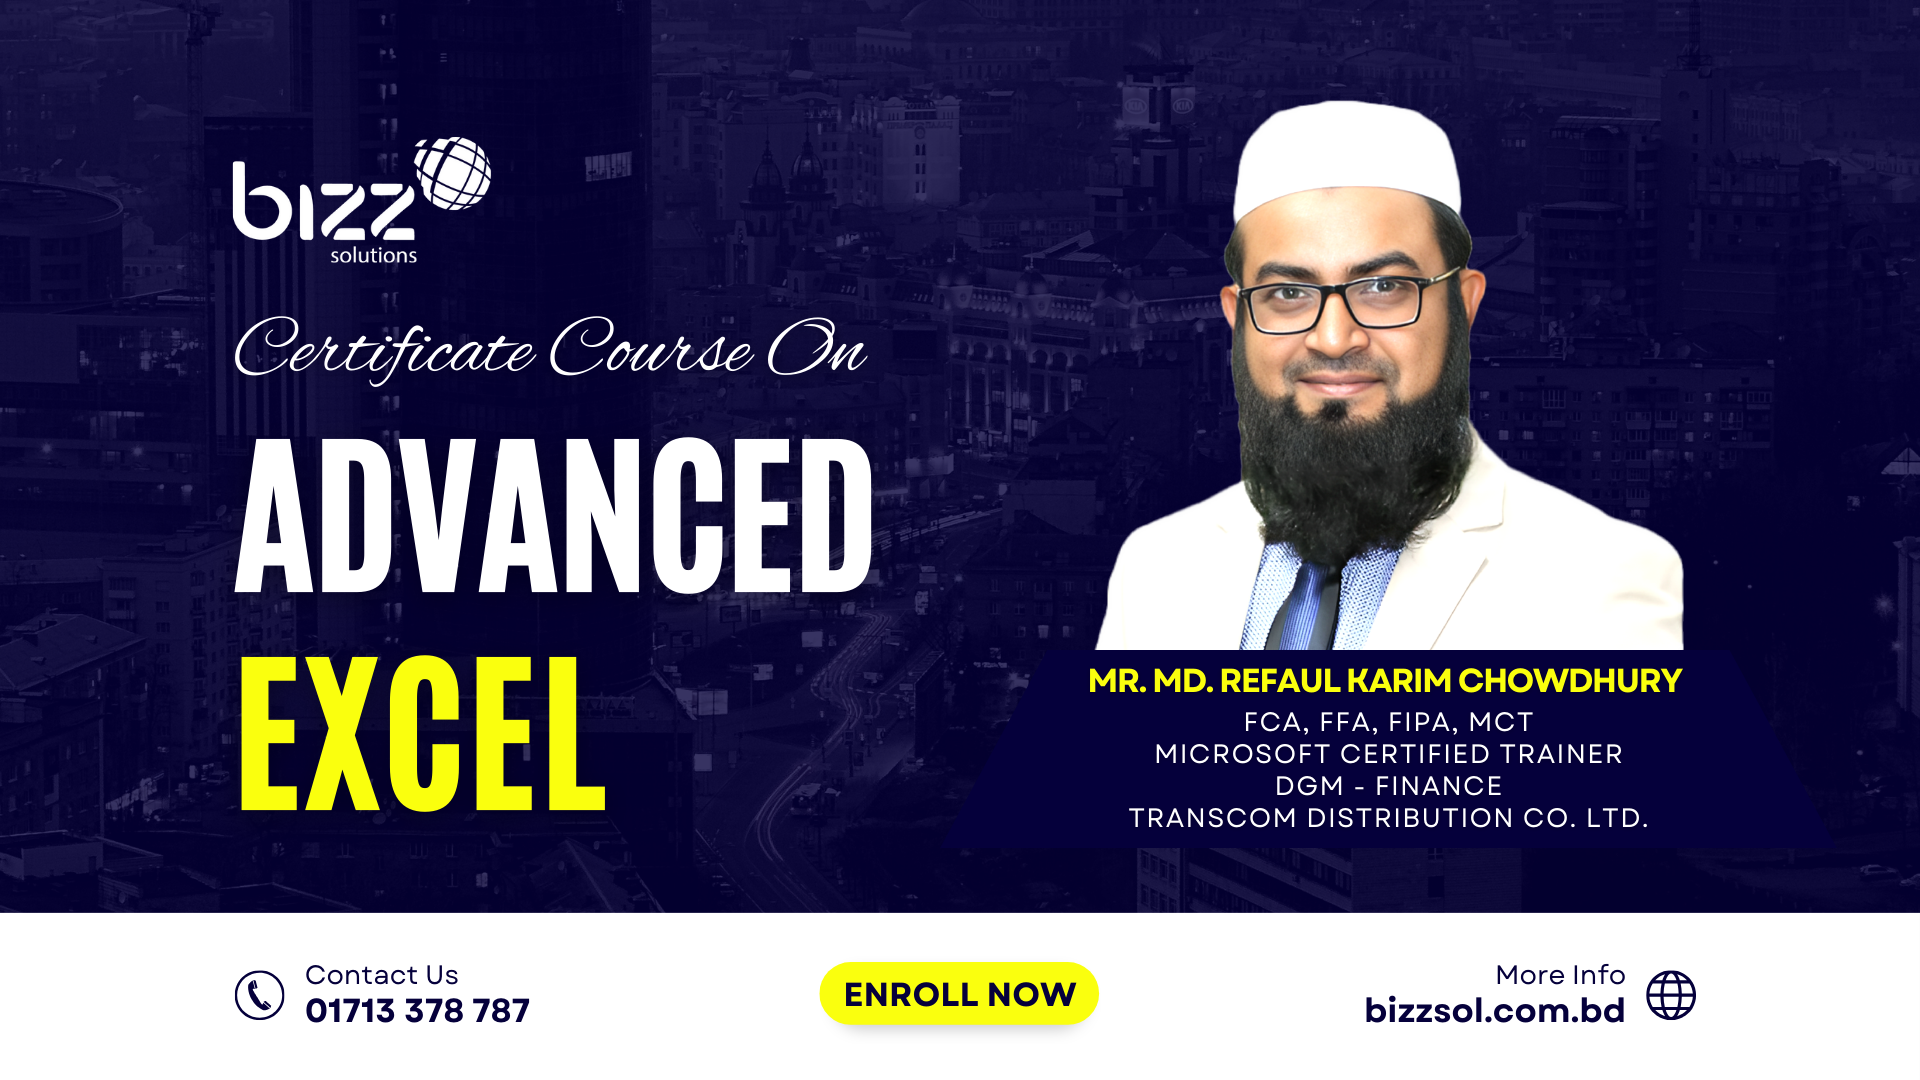 bizz
solutions
Certificate Course On
ADVANCED
EXCEL
MR. MD. REFAUL KARIM CHOWDHURY
FCA, FFA, FIPA, MCT
MICROSOFT CERTIFIED TRAINER
DGM - FINANCE
TRANSCOM DISTRIBUTION CO. LTD.
Contact Us
01713 378 787
ENROLL NOW
More Info
bizzsol.com.bd